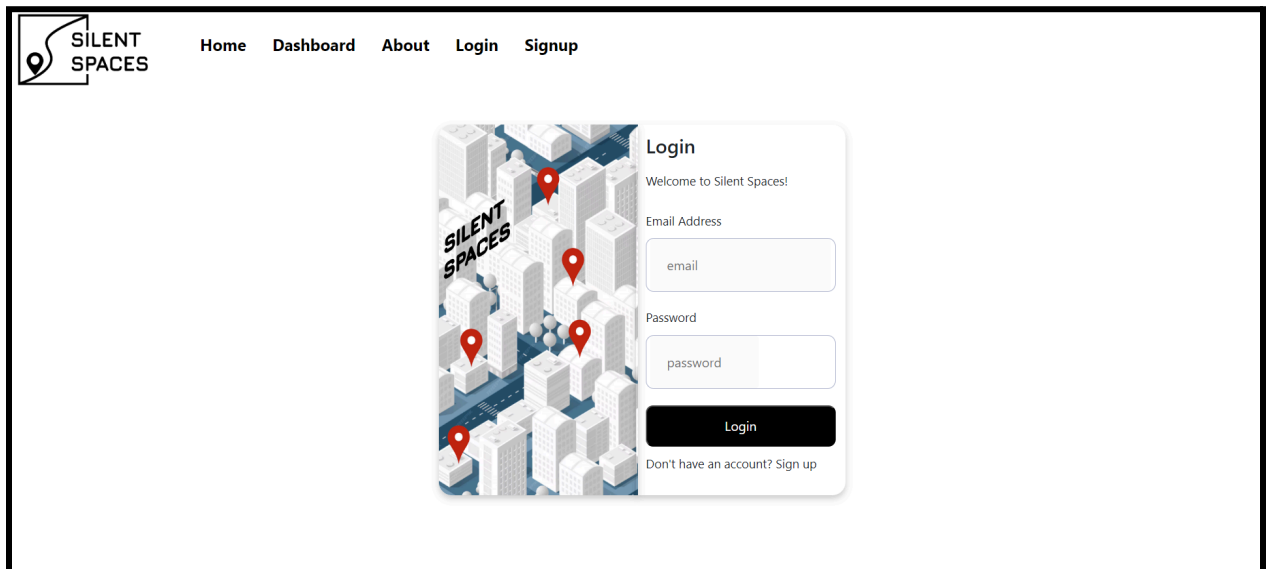 SILENT
SPACES
Home Dashboard About Login Signup
SILENT
SPACES
Login
Welcome to Silent Spaces!
Email Address
email
Password
password
Login
Don't have an account? Sign up